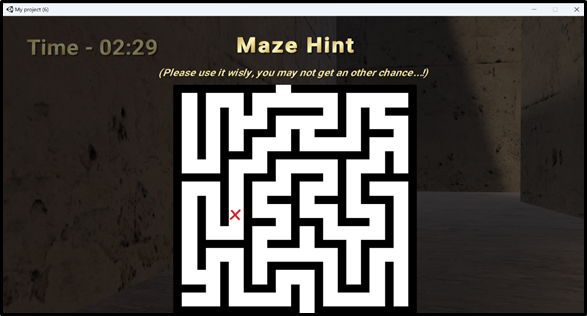 My project (6)
Time - 02:29
Maze Hint
(Please use it wisly, you may not get an other chance...!)